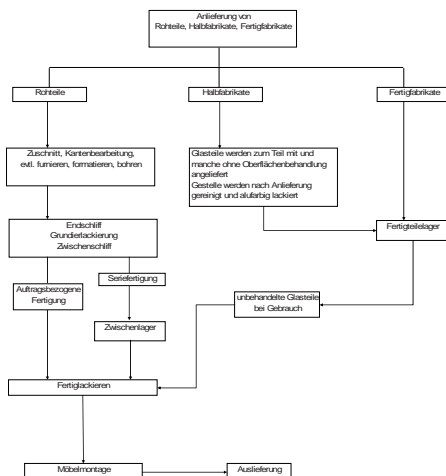 Anlieferung von
Rohteile, Halbfabrikate, Fertigfabrikate
Rohteile
Halbfabrikate
Fertigfabrikate
Zuschnitt, Kantenbearbeitung,
evtl. furnieren, formatieren, bohren
Glasteile werden zum Teil mit und
manche ohne Oberflächenbehandlung
angeliefert
Gestelle werden nach Anlieferung
gereinigt und alufarbig lackiert
Endschliff
Grundierlackierung
Zwischenschliff
Fertigteilelager
Auftragsbezogene
Fertigung
Seriefertigung
unbehandelte Glasteile
bei Gebrauch
Zwischenlager
Fertiglackieren
Möbelmontage
Auslieferung